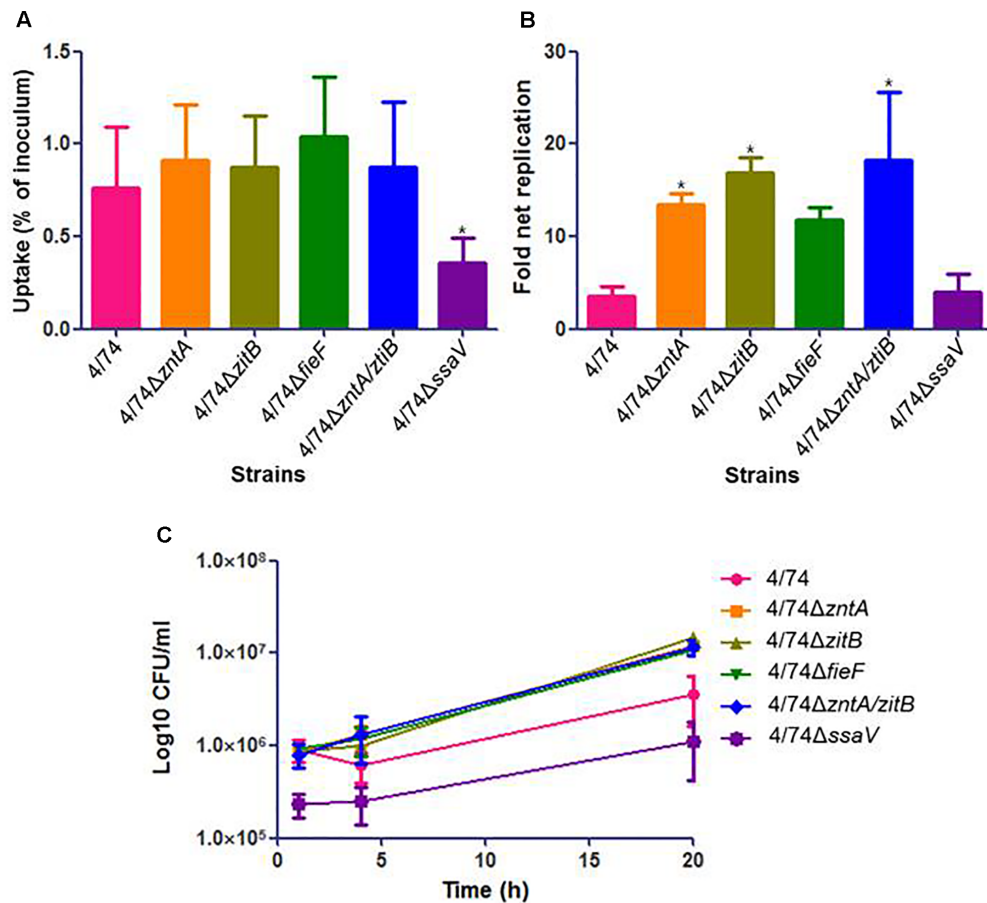 A
Uptake (% of inoculum)
1.5
1.0
0.5
0.0
*
4/74
4/74ΔzntA
4/74ΔzitB
4/74ΔfieF
4/74ΔzntA/ztiB
4/74ΔssaV
Strains
B
Fold net replication
30
20
10
0
*
*
*
4/74
4/74ΔzntA
4/74ΔzitB
4/74ΔfieF
4/74ΔzntA/ztiB
4/74ΔssaV
Strains
C
Log10 CFU/ml
1.0×10⁸
1.0×10⁷
1.0×10⁶
1.0×10⁵
0 5 10 15 20
Time (h)
4/74
4/74ΔzntA
4/74ΔzitB
4/74ΔfieF
4/74ΔzntA/zitB
4/74ΔssaV